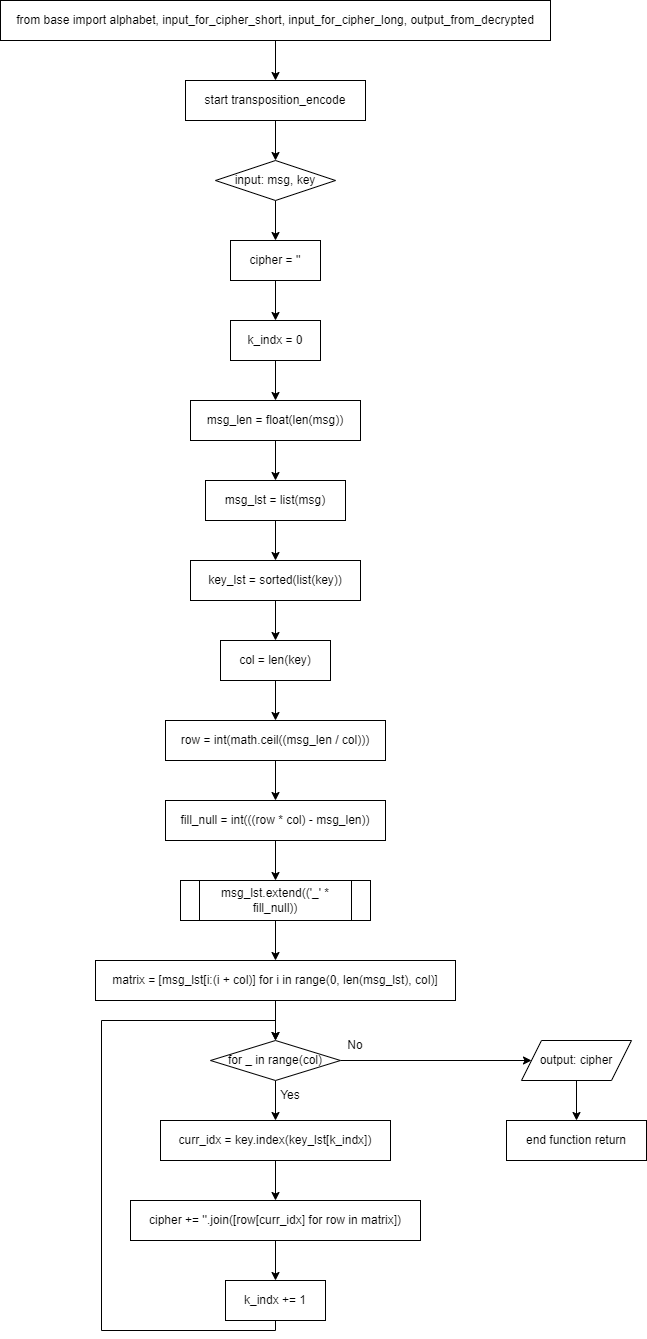 from base import alphabet, input_for_cipher_short, input_for_cipher_long, output_from_decrypted
start transposition_encode
input: msg, key
cipher = ''
k_indx = 0
msg_len = float(len(msg))
msg_lst = list(msg)
key_lst = sorted(list(key))
col = len(key)
row = int(math.ceil((msg_len / col)))
fill_null = int(((row * col) - msg_len))
msg_lst.extend(('_' *
fill_null))
matrix = [msg_lst[i:(i + col)] for i in range(0, len(msg_lst), col)]
for _ in range(col)
No
output: cipher
Yes
curr_idx = key.index(key_lst[k_indx])
end function return
cipher += ''.join([row[curr_idx] for row in matrix])
k_indx += 1